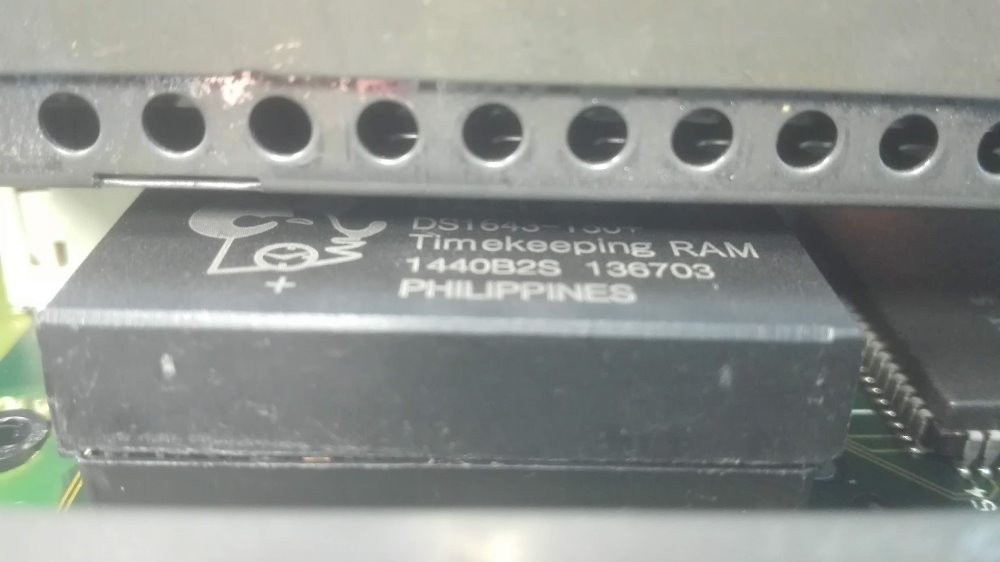 Timekeeping RAM
1440B2S 136703
PHILIPPINES